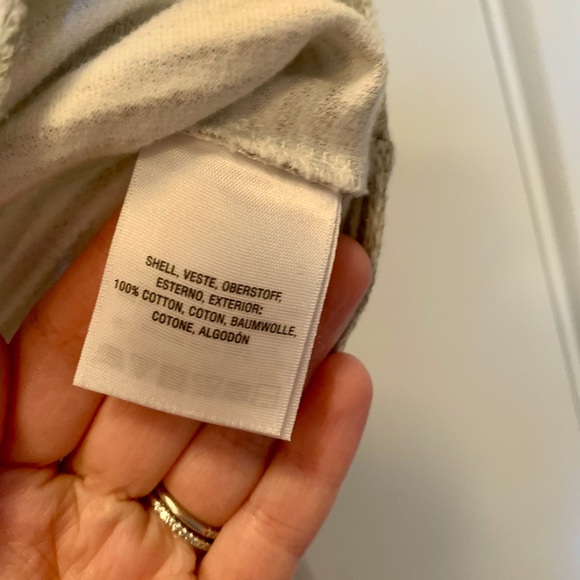 SHELL, VESTE, OBERSTOFF,
ESTERNO, EXTERIOR:
100% COTTON, COTON, BAUMWOLLE,
COTONE, ALGODÓN